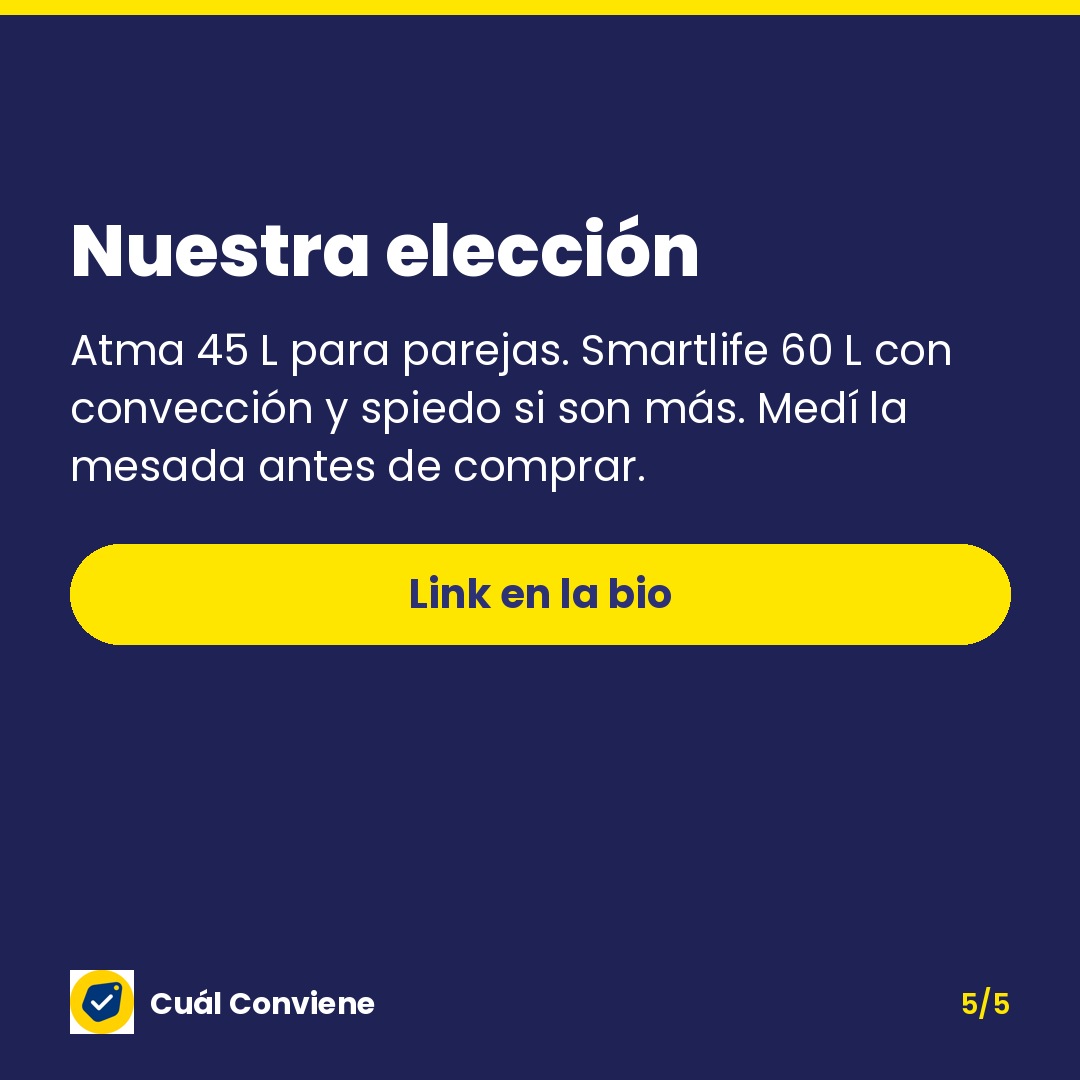 Nuestra elección
Atma 45 L para parejas. Smartlife 60 L con
convección y spiedo si son más. Medí la
mesada antes de comprar.
Link en la bio
Cuál Conviene
5/5